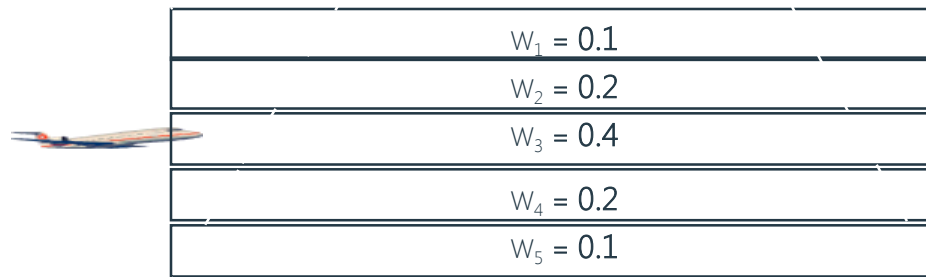 W₁ = 0.1
W₂ = 0.2
W₃ = 0.4
W₄ = 0.2
W₅ = 0.1